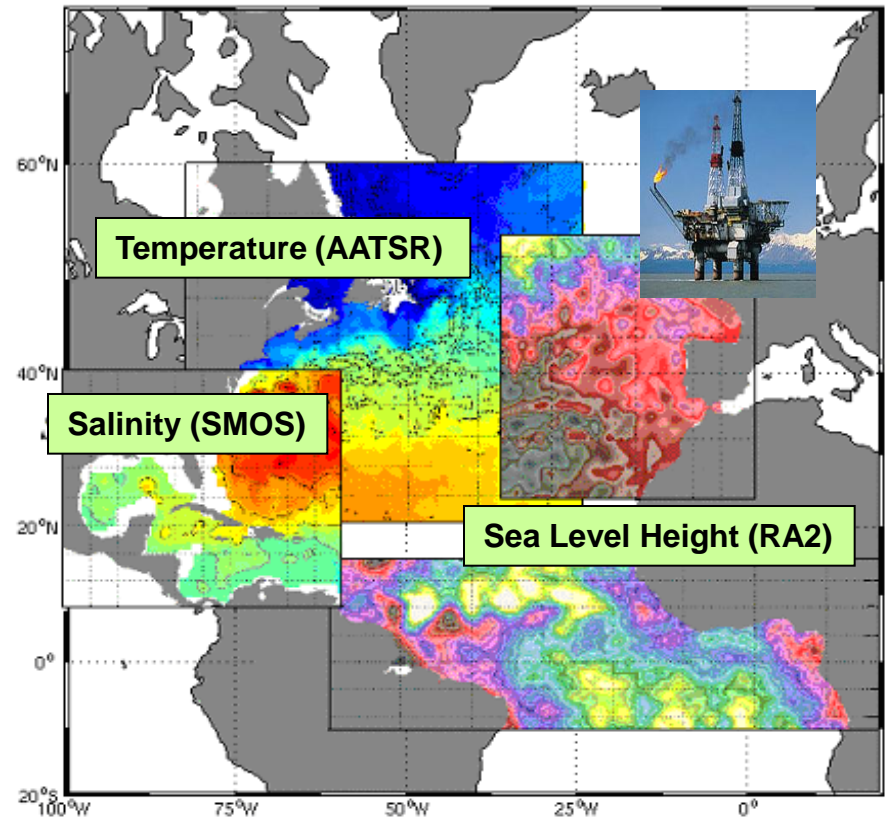 60°N
Temperature (AATSR)
40°N
Salinity (SMOS)
20°N
Sea Level Height (RA2)
0°
20°S
100°W 75°W 50°W 25°W 0°